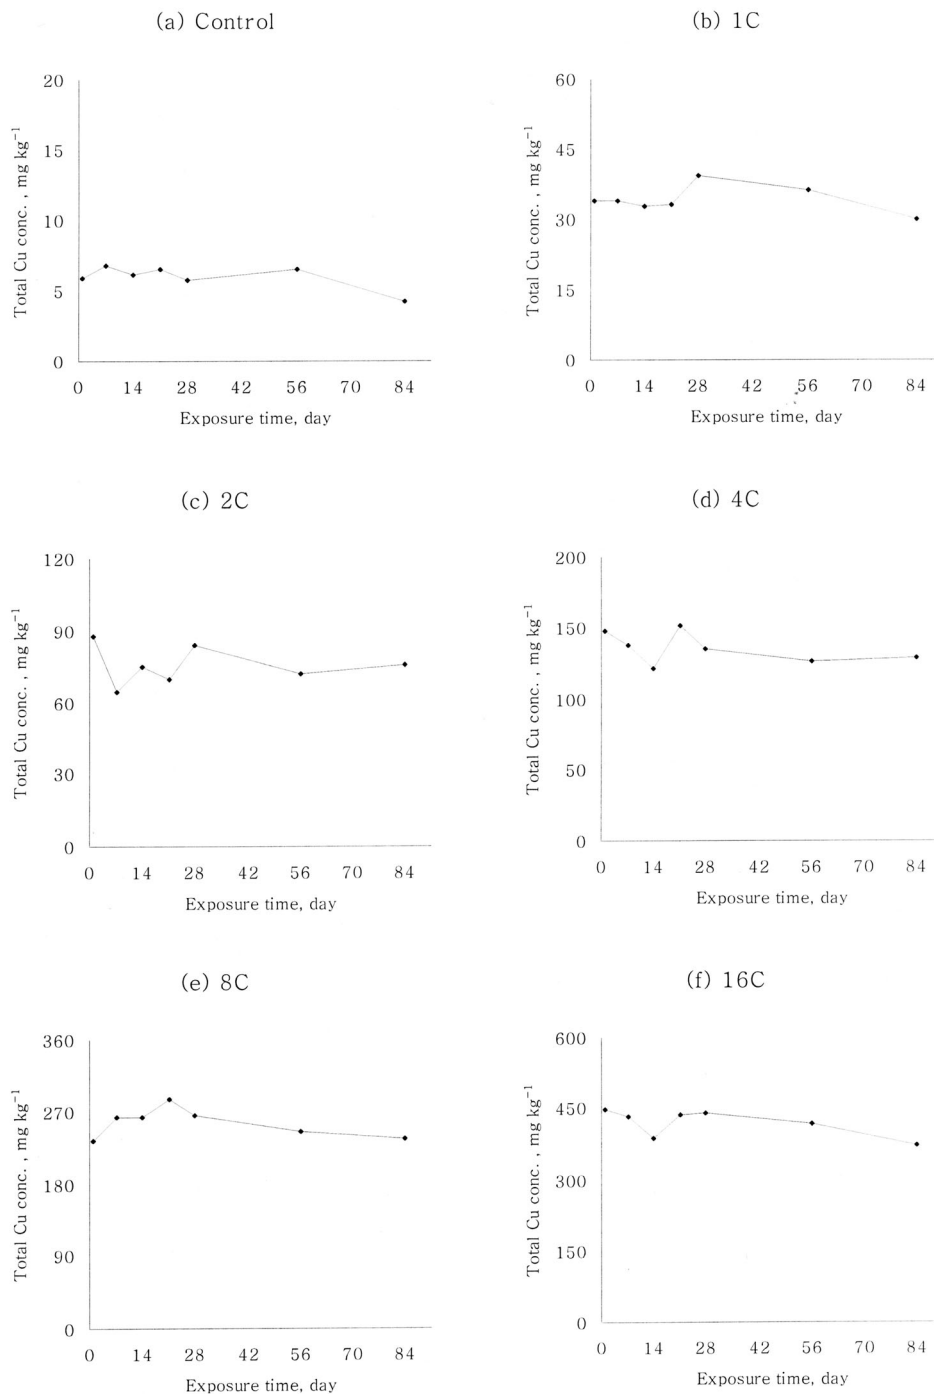 (a) Control
Total Cu conc. , mg kg⁻¹
20
15
10
5
0
0 14 28 42 56 70 84
Exposure time, day
(b) 1C
Total Cu conc. , mg kg⁻¹
60
45
30
15
0
0 14 28 42 56 70 84
Exposure time, day
(c) 2C
Total Cu conc. , mg kg⁻¹
120
90
60
30
0
0 14 28 42 56 70 84
Exposure time, day
(d) 4C
Total Cu conc. , mg kg⁻¹
200
150
100
50
0
0 14 28 42 56 70 84
Exposure time, day
(e) 8C
Total Cu conc. , mg kg⁻¹
360
270
180
90
0
0 14 28 42 56 70 84
Exposure time, day
(f) 16C
Total Cu conc. , mg kg⁻¹
600
450
300
150
0
0 14 28 42 56 70 84
Exposure time, day